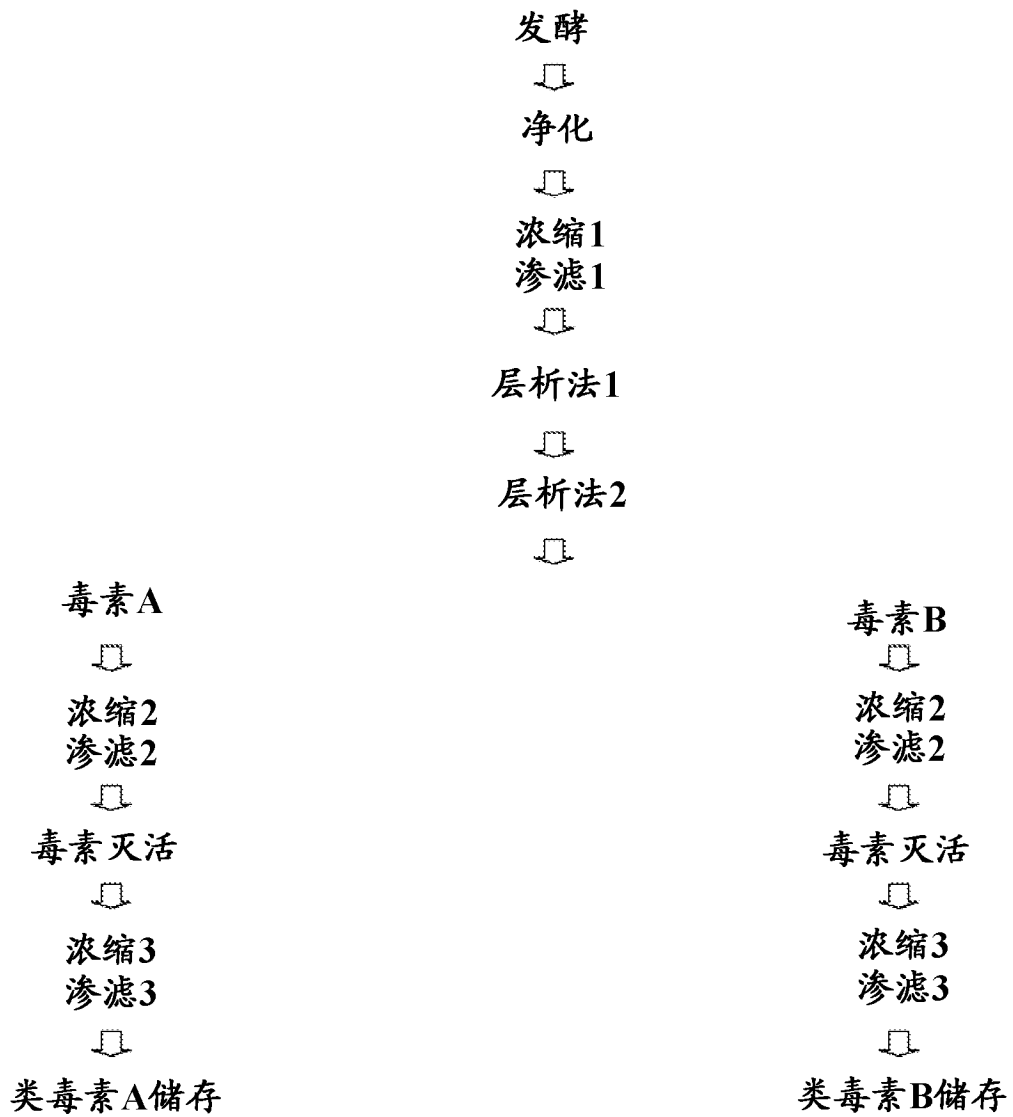 发酵
净化
浓缩1
渗滤1
层析法1
层析法2
毒素A
浓缩2
渗滤2
毒素灭活
浓缩3
渗滤3
类毒素A储存
毒素B
浓缩2
渗滤2
毒素灭活
浓缩3
渗滤3
类毒素B储存